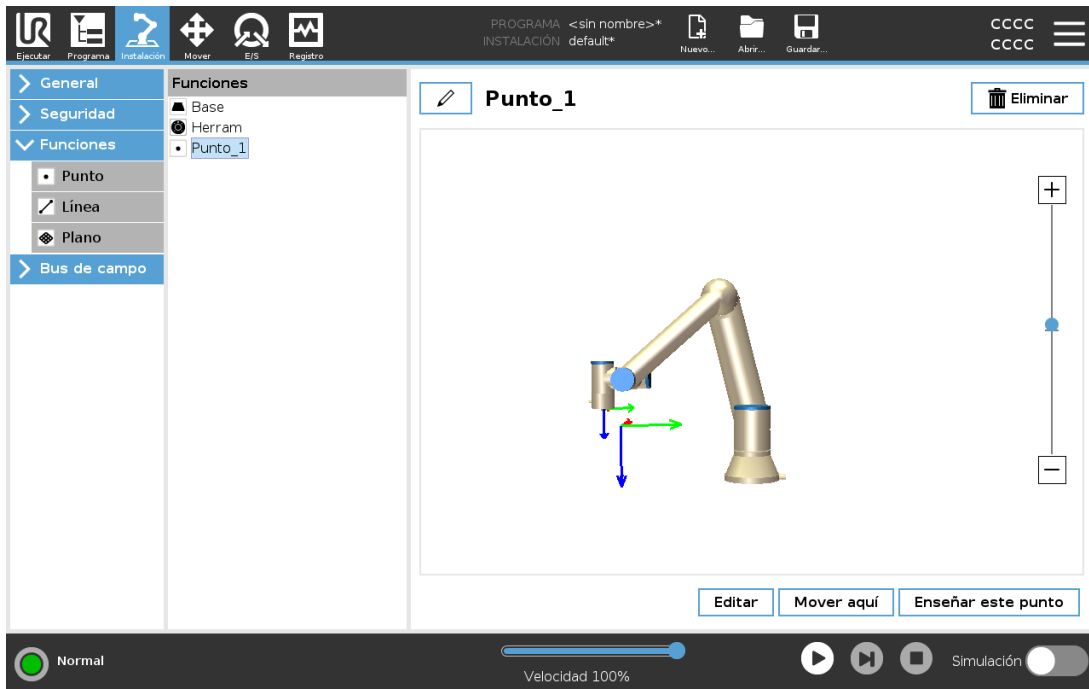 PROGRAMA <sin nombre>*
INSTALACIÓN default*
CCCC
CCCC
Ejecutar Programa Instalación Mover E/S Registro Nuevo... Abrir... Guardar...
General
Seguridad
Funciones
Punto
Línea
Plano
Bus de campo
Funciones
Base
Herram
Punto_1
Punto_1
Eliminar
Editar Mover aquí Enseñar este punto
Normal
Velocidad 100%
Simulación